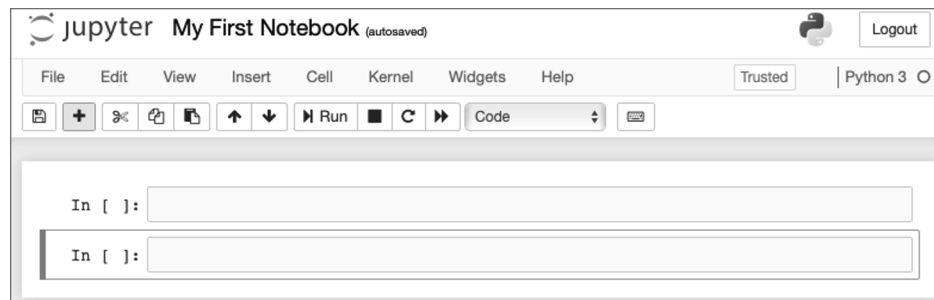 jupyter My First Notebook (autosaved) Logout
File Edit View Insert Cell Kernel Widgets Help Trusted Python 3
Run Code
In [ ]:
In [ ]: